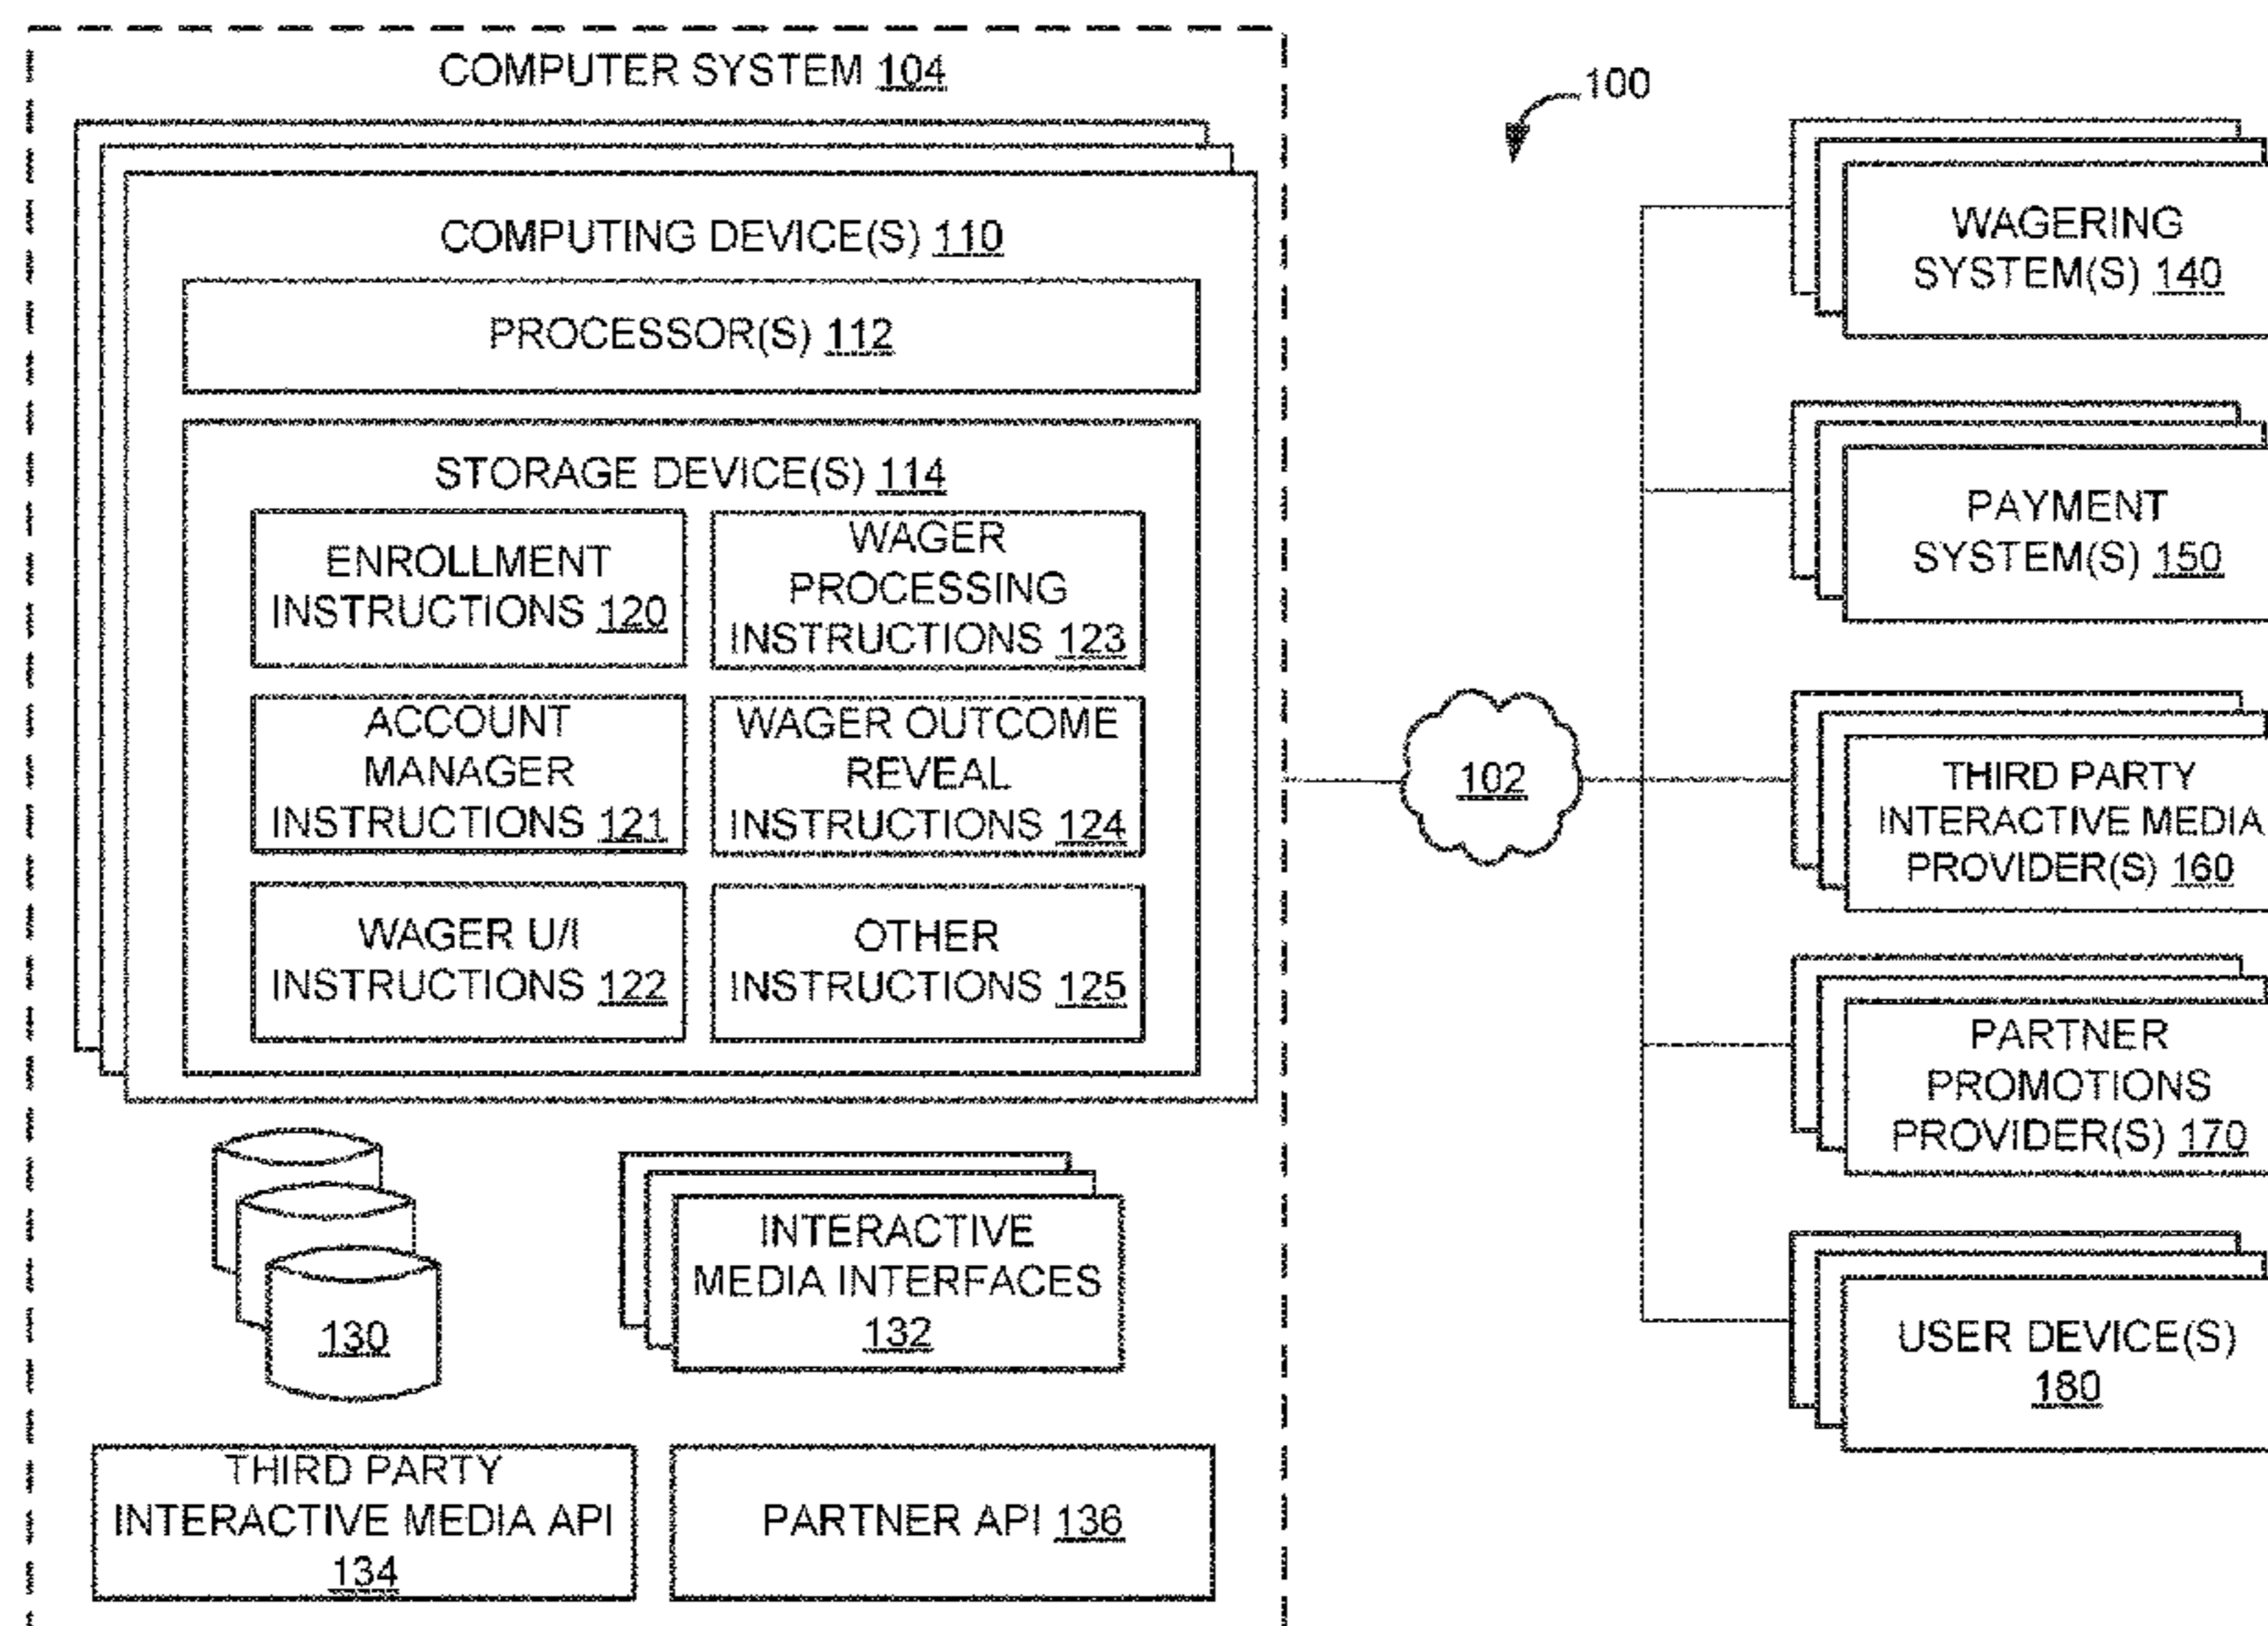 COMPUTER SYSTEM 104
COMPUTING DEVICE(S) 110
PROCESSOR(S) 112
STORAGE DEVICE(S) 114
ENROLLMENT
INSTRUCTIONS 120
WAGER
PROCESSING
INSTRUCTIONS 123
ACCOUNT
MANAGER
INSTRUCTIONS 121
WAGER OUTCOME
REVEAL
INSTRUCTIONS 124
WAGER U/I
INSTRUCTIONS 122
OTHER
INSTRUCTIONS 125
130
INTERACTIVE
MEDIA INTERFACES
132
THIRD PARTY
INTERACTIVE MEDIA API
134
PARTNER API 136
102
100
WAGERING
SYSTEM(S) 140
PAYMENT
SYSTEM(S) 150
THIRD PARTY
INTERACTIVE MEDIA
PROVIDER(S) 160
PARTNER
PROMOTIONS
PROVIDER(S) 170
USER DEVICE(S)
180